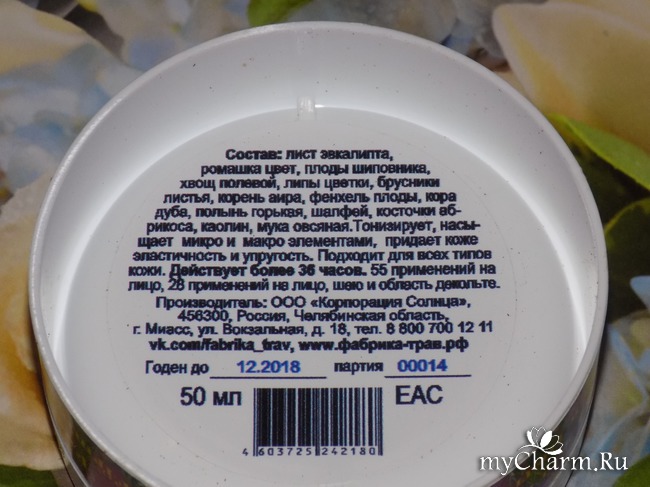 Состав: лист эвкалипта,
ромашка цвет, плоды шиповника,
хвощ полевой, липы цветки, брусники
листья, корень аира, фенхель плоды, кора
дуба, полынь горькая, шалфей, косточки аб-
рикоса, каолин, мука овсяная.Тонизирует, насы-
щает микро и макро элементами, придает коже
эластичность и упругость. Подходит для всех типов
кожи. Действует более 36 часов. 55 применений на
лицо, 28 применений на лицо, шею и область декольте.
Производитель: ООО «Корпорация Солнца»,
456300, Россия, Челябинская область,
г. Миасс, ул. Вокзальная, д. 18, тел. 8 800 700 12 11
vk.com/fabrika_trav, www.фабрика-трав.рф
Годен до 12.2018 партия 00014
50 мл EAC
4603725242180
myCharm.Ru